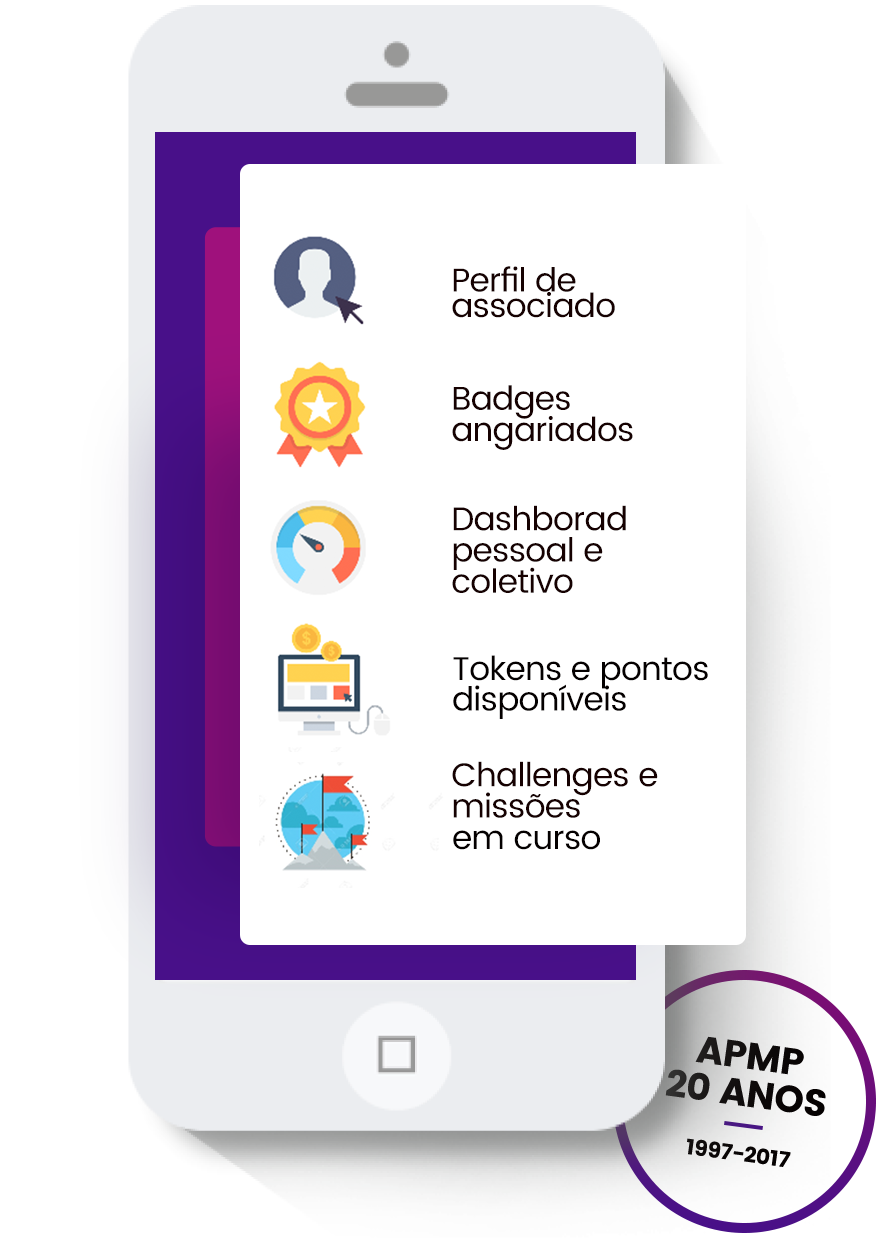 Perfil de
associado
Badges
angariados
Dashborad
pessoal e
coletivo
Tokens e pontos
disponíveis
Challenges e
missões
em curso
APMP
20 ANOS
1997-2017